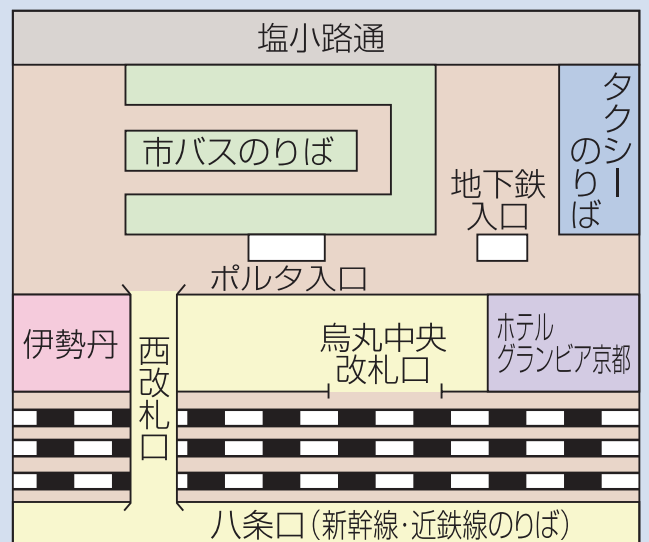 塩小路通
タクシー
のりば
市バスのりば
地下鉄
入口
ポルタ入口
伊勢丹
西改札口
烏丸中央
改札口
ホテル
グランビア京都
八条口(新幹線・近鉄線のりば)